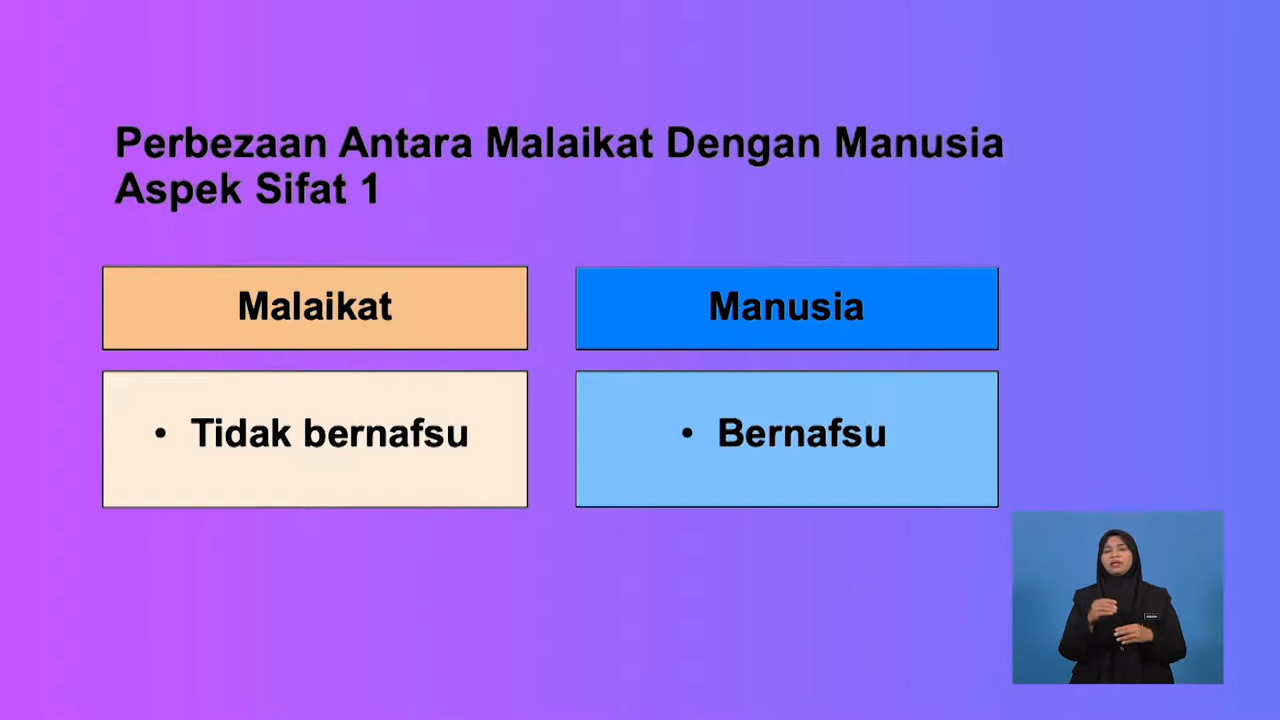 Perbezaan Antara Malaikat Dengan Manusia
Aspek Sifat 1
Malaikat
Manusia
• Tidak bernafsu
• Bernafsu